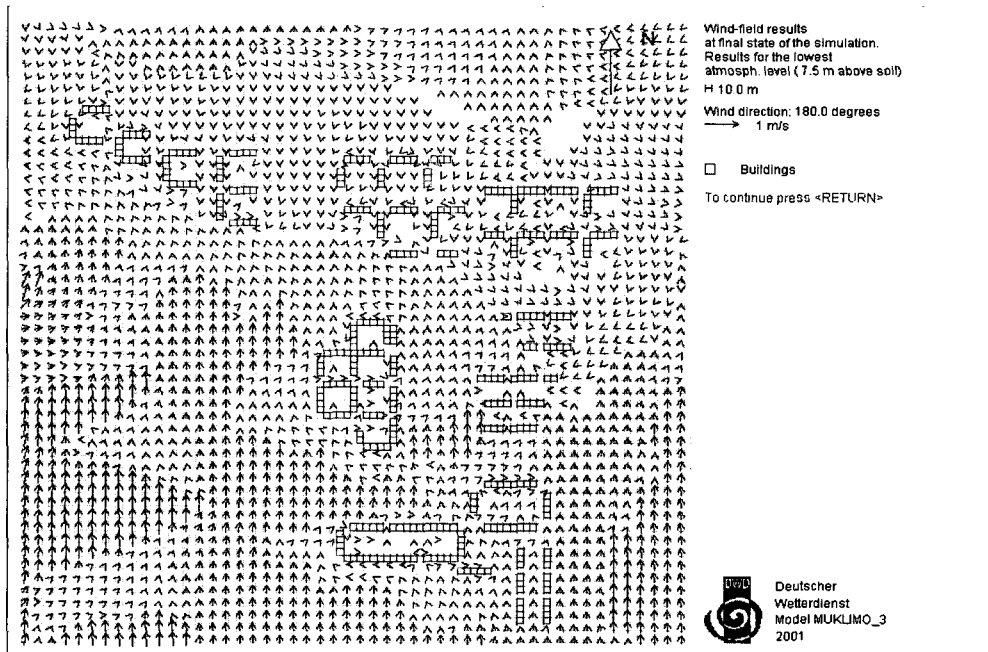 N
Wind-field results
at final state of the simulation.
Results for the lowest
atmosph. level ( 7.5 m above soil)
H 10.0 m
Wind direction: 180.0 degrees
1 m/s
Buildings
To continue press <RETURN>
DWD
Deutscher
Wetterdienst
Model MUKLIMO_3
2001